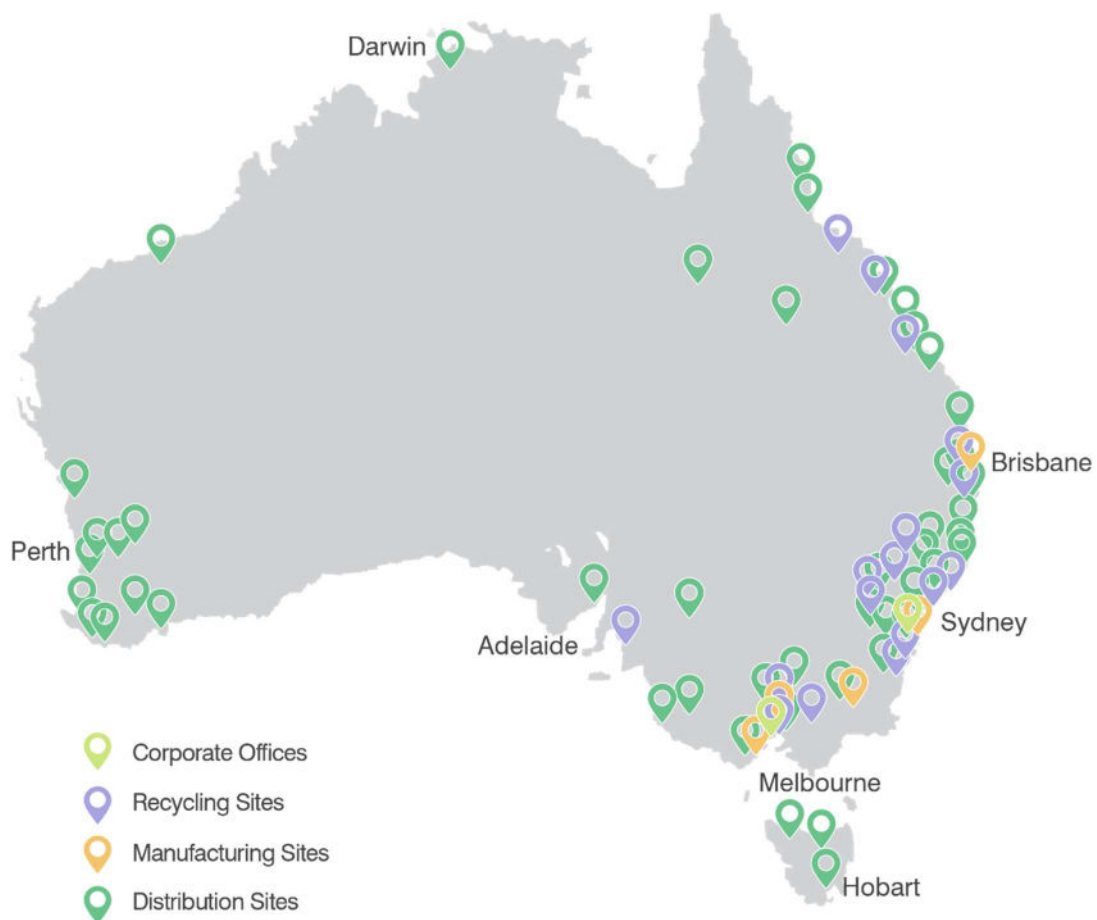 Darwin
Brisbane
Perth
Sydney
Adelaide
Melbourne
Hobart
Corporate Offices
Recycling Sites
Manufacturing Sites
Distribution Sites